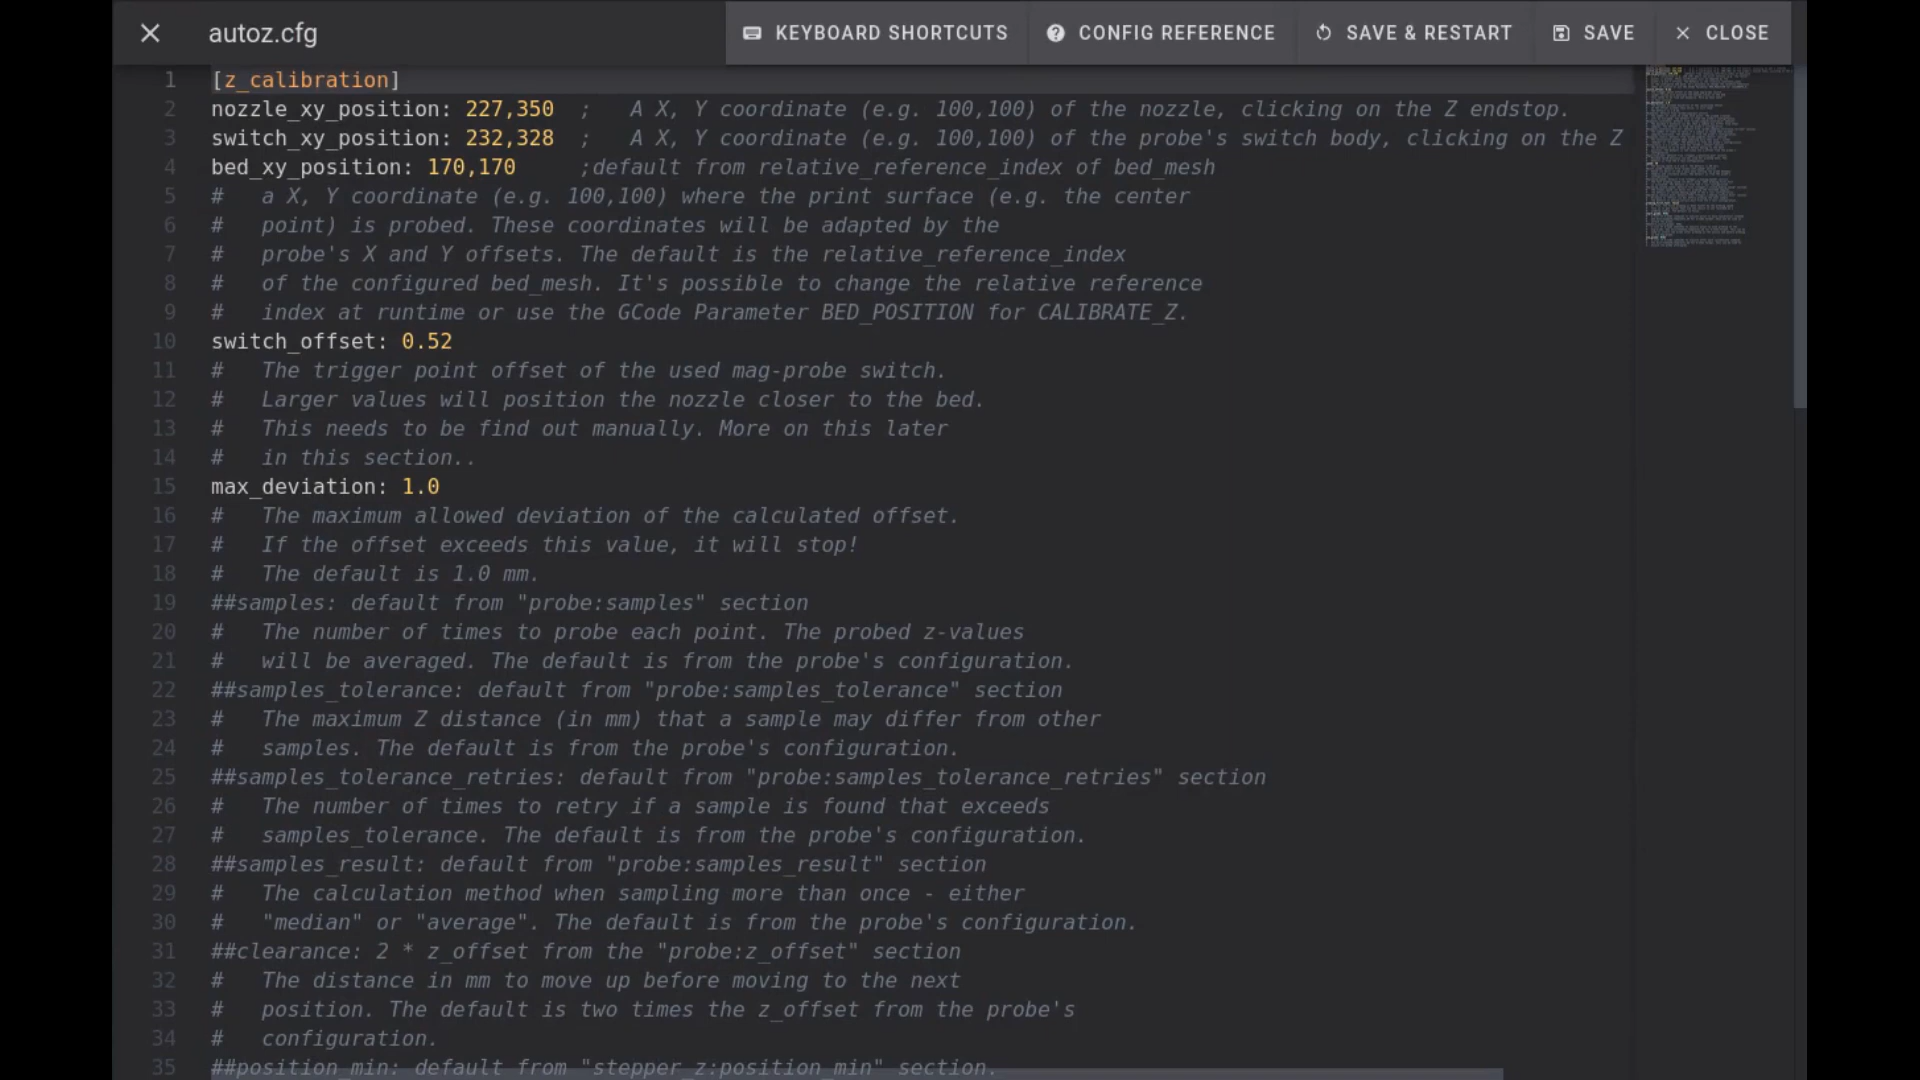 autoz.cfg
KEYBOARD SHORTCUTS
CONFIG REFERENCE
SAVE & RESTART
SAVE
CLOSE
1 [z_calibration]
2 nozzle_xy_position: 227,350 ; A X, Y coordinate (e.g. 100,100) of the nozzle, clicking on the Z endstop.
3 switch_xy_position: 232,328 ; A X, Y coordinate (e.g. 100,100) of the probe's switch body, clicking on the Z
4 bed_xy_position: 170,170 ;default from relative_reference_index of bed_mesh
5 # a X, Y coordinate (e.g. 100,100) where the print surface (e.g. the center
6 # point) is probed. These coordinates will be adapted by the
7 # probe's X and Y offsets. The default is the relative_reference_index
8 # of the configured bed_mesh. It's possible to change the relative reference
9 # index at runtime or use the GCode Parameter BED_POSITION for CALIBRATE_Z.
10 switch_offset: 0.52
11 # The trigger point offset of the used mag-probe switch.
12 # Larger values will position the nozzle closer to the bed.
13 # This needs to be find out manually. More on this later
14 # in this section..
15 max_deviation: 1.0
16 # The maximum allowed deviation of the calculated offset.
17 # If the offset exceeds this value, it will stop!
18 # The default is 1.0 mm.
19 ##samples: default from "probe:samples" section
20 # The number of times to probe each point. The probed z-values
21 # will be averaged. The default is from the probe's configuration.
22 ##samples_tolerance: default from "probe:samples_tolerance" section
23 # The maximum Z distance (in mm) that a sample may differ from other
24 # samples. The default is from the probe's configuration.
25 ##samples_tolerance_retries: default from "probe:samples_tolerance_retries" section
26 # The number of times to retry if a sample is found that exceeds
27 # samples_tolerance. The default is from the probe's configuration.
28 ##samples_result: default from "probe:samples_result" section
29 # The calculation method when sampling more than once - either
30 # "median" or "average". The default is from the probe's configuration.
31 ##clearance: 2 * z_offset from the "probe:z_offset" section
32 # The distance in mm to move up before moving to the next
33 # position. The default is two times the z_offset from the probe's
34 # configuration.
35 ##position_min: default from "stepper_z:position_min" section.